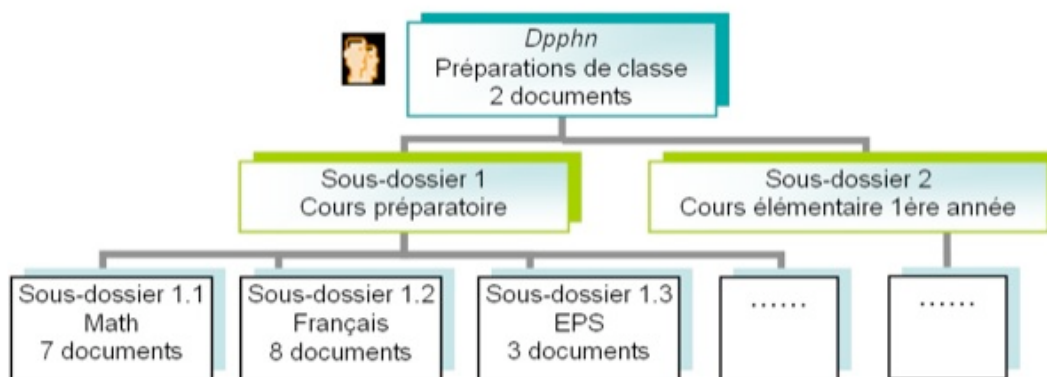 Dpphn
Préparations de classe
2 documents
Sous-dossier 1
Cours préparatoire
Sous-dossier 2
Cours élémentaire 1ère année
Sous-dossier 1.1
Math
7 documents
Sous-dossier 1.2
Français
8 documents
Sous-dossier 1.3
EPS
3 documents
......
......